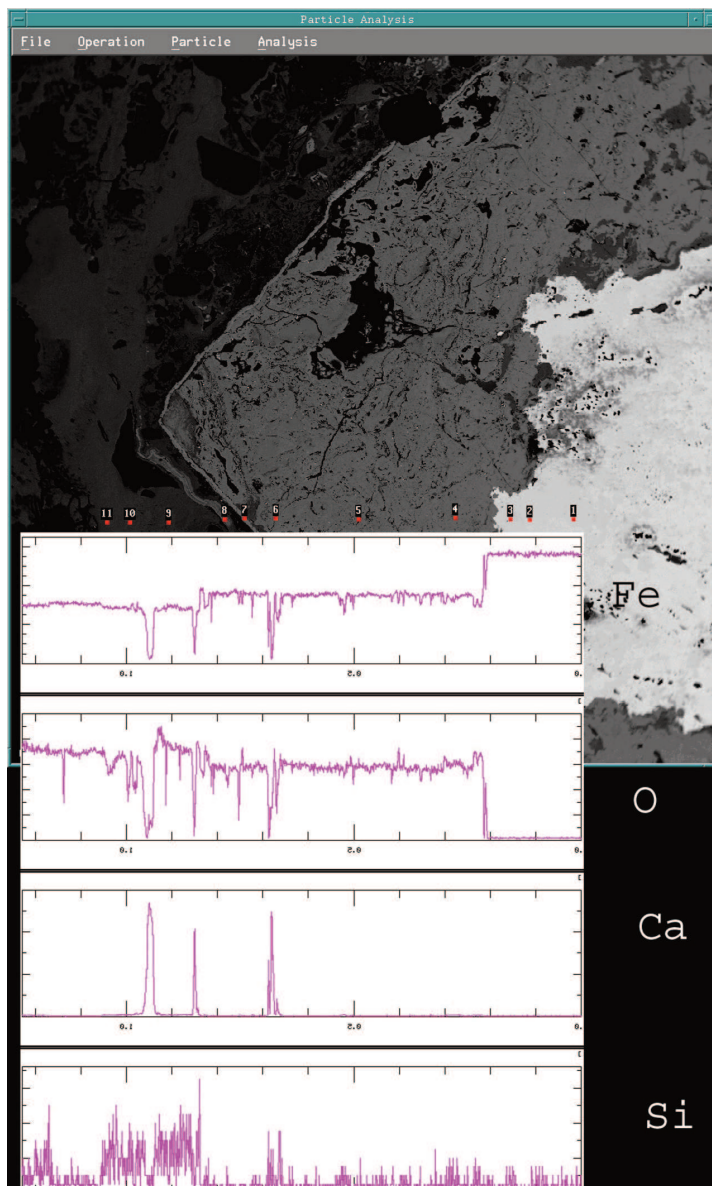 Particle Analysis
File Operation Particle Analysis
11 10 9 8 7 6 5 4 3 2 1
Fe
O
Ca
Si